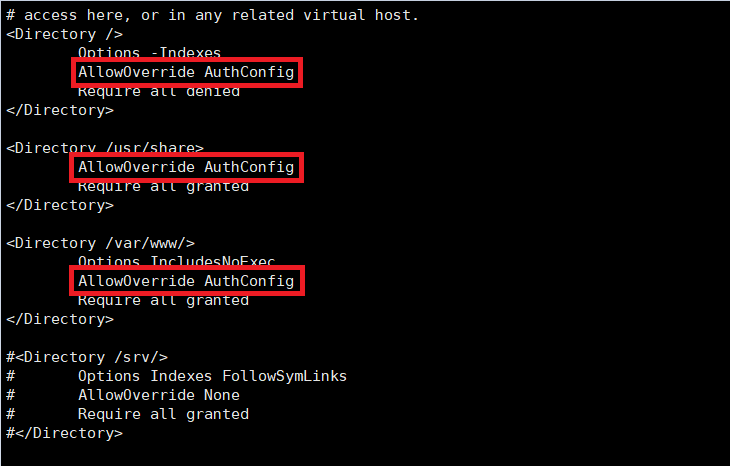 # access here, or in any related virtual host.
<Directory />
        Options -Indexes
        AllowOverride AuthConfig
        Require all denied
</Directory>

<Directory /usr/share>
        AllowOverride AuthConfig
        Require all granted
</Directory>

<Directory /var/www/>
        Options IncludesNoExec
        AllowOverride AuthConfig
        Require all granted
</Directory>

#<Directory /srv/>
#       Options Indexes FollowSymLinks
#       AllowOverride None
#       Require all granted
#</Directory>